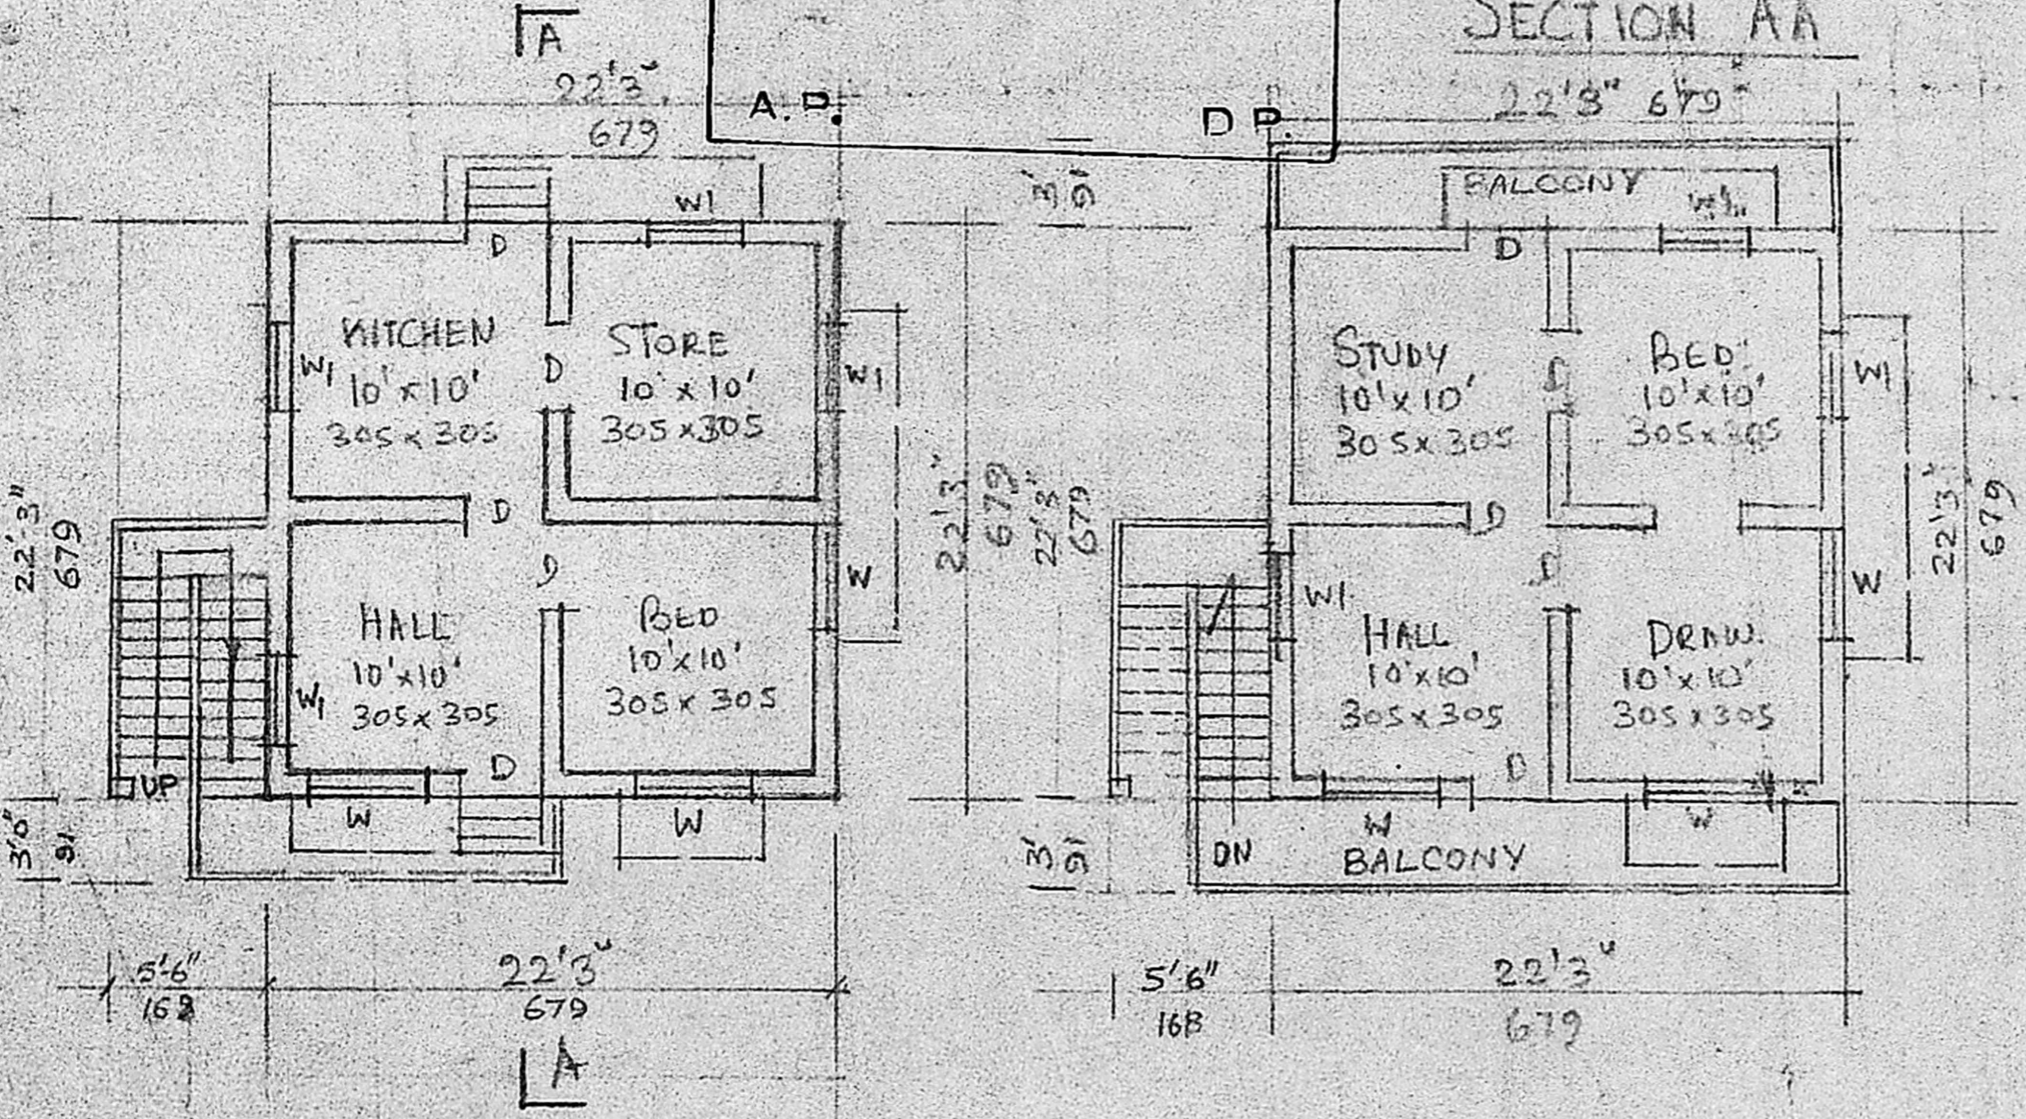 A
SECTION AA
22'3"
679
A.P.
D P.
22'3" 679
W1
BALCONY
D
D
KITCHEN
10'x10'
305x305
W1
D
STORE
10'x10'
305x305
W1
STUDY
10'x10'
305x305
D
BED
10'x10'
305x305
W1
22'-3"
679
22'3"
679
22'3"
679
22'3"
679
D
D
D
D
W
W1
W
HALL
10'x10'
305x305
W1
BED
10'x10'
305x305
HALL
10'x10'
305x305
DRAW.
10'x10'
305x305
D
D
UP
W
W
W
W
3'0"
91
DN
BALCONY
5'-6"
168
22'3"
679
5'6"
168
22'3"
679
A